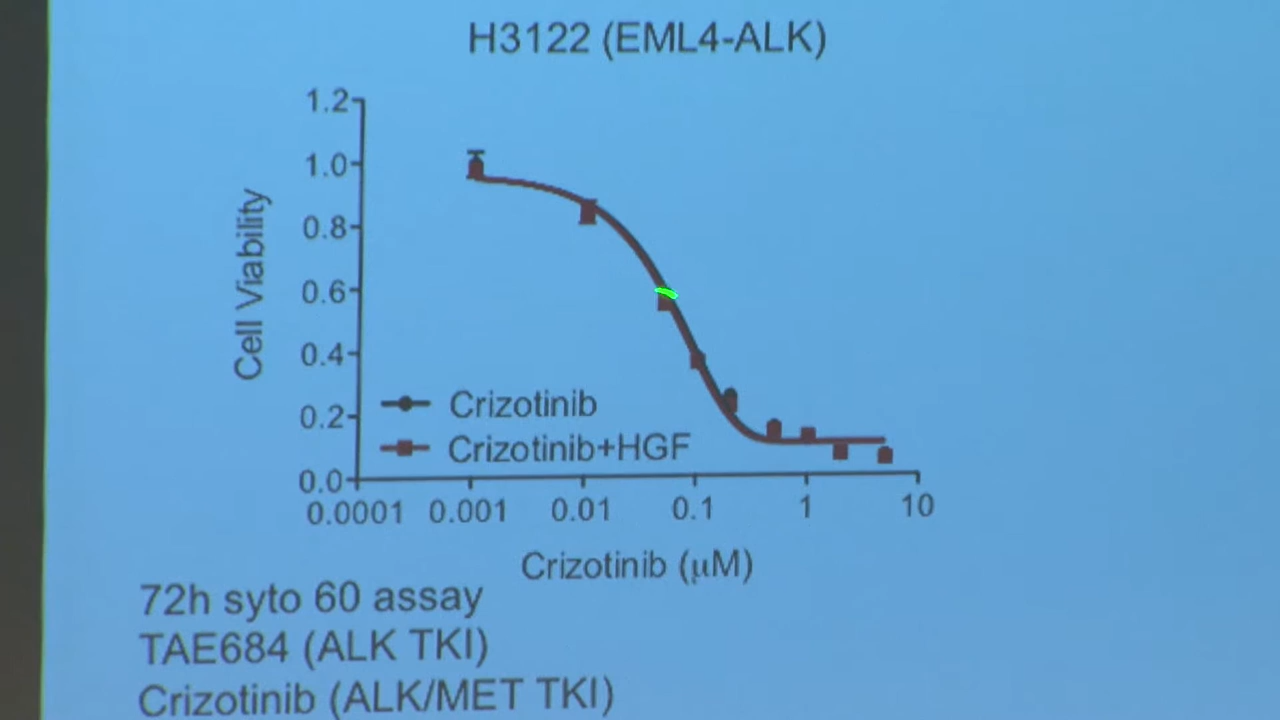 H3122 (EML4-ALK)
1.2
1.0
0.8
0.6
0.4
0.2
0.0
Cell Viability
Crizotinib
Crizotinib+HGF
0.0001 0.001 0.01 0.1 1 10
Crizotinib (μM)
72h syto 60 assay
TAE684 (ALK TKI)
Crizotinib (ALK/MET TKI)